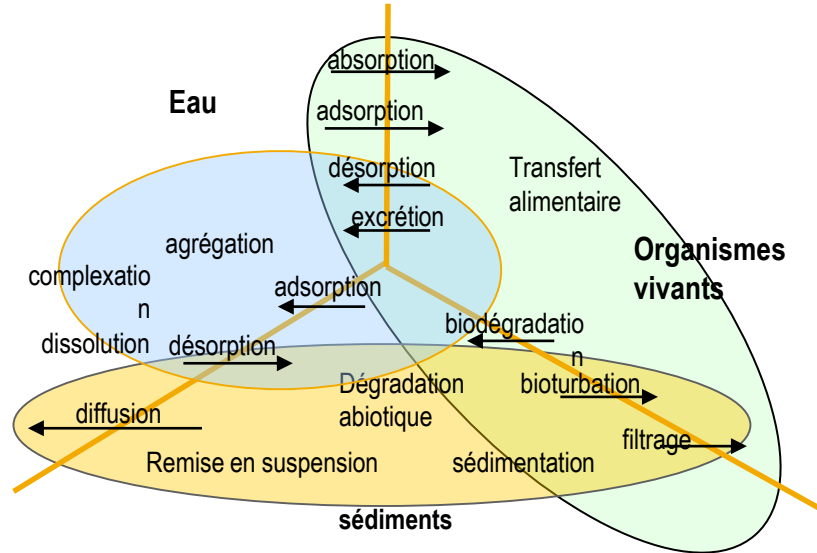 absorption
Eau
adsorption
désorption
Transfert
alimentaire
excrétion
agrégation
Organismes
vivants
complexatio
n
adsorption
dissolution
désorption
biodégradatio
n
Dégradation
abiotique
bioturbation
diffusion
filtrage
Remise en suspension
sédimentation
sédiments